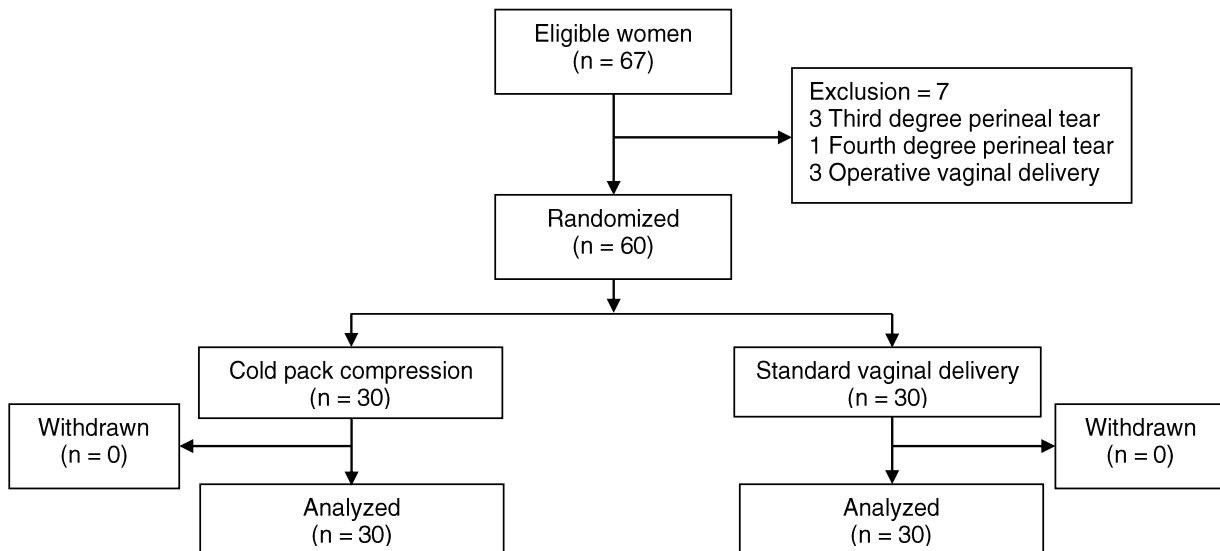 Eligible women
(n = 67)
Exclusion = 7
3 Third degree perineal tear
1 Fourth degree perineal tear
3 Operative vaginal delivery
Randomized
(n = 60)
Cold pack compression
(n = 30)
Standard vaginal delivery
(n = 30)
Withdrawn
(n = 0)
Withdrawn
(n = 0)
Analyzed
(n = 30)
Analyzed
(n = 30)